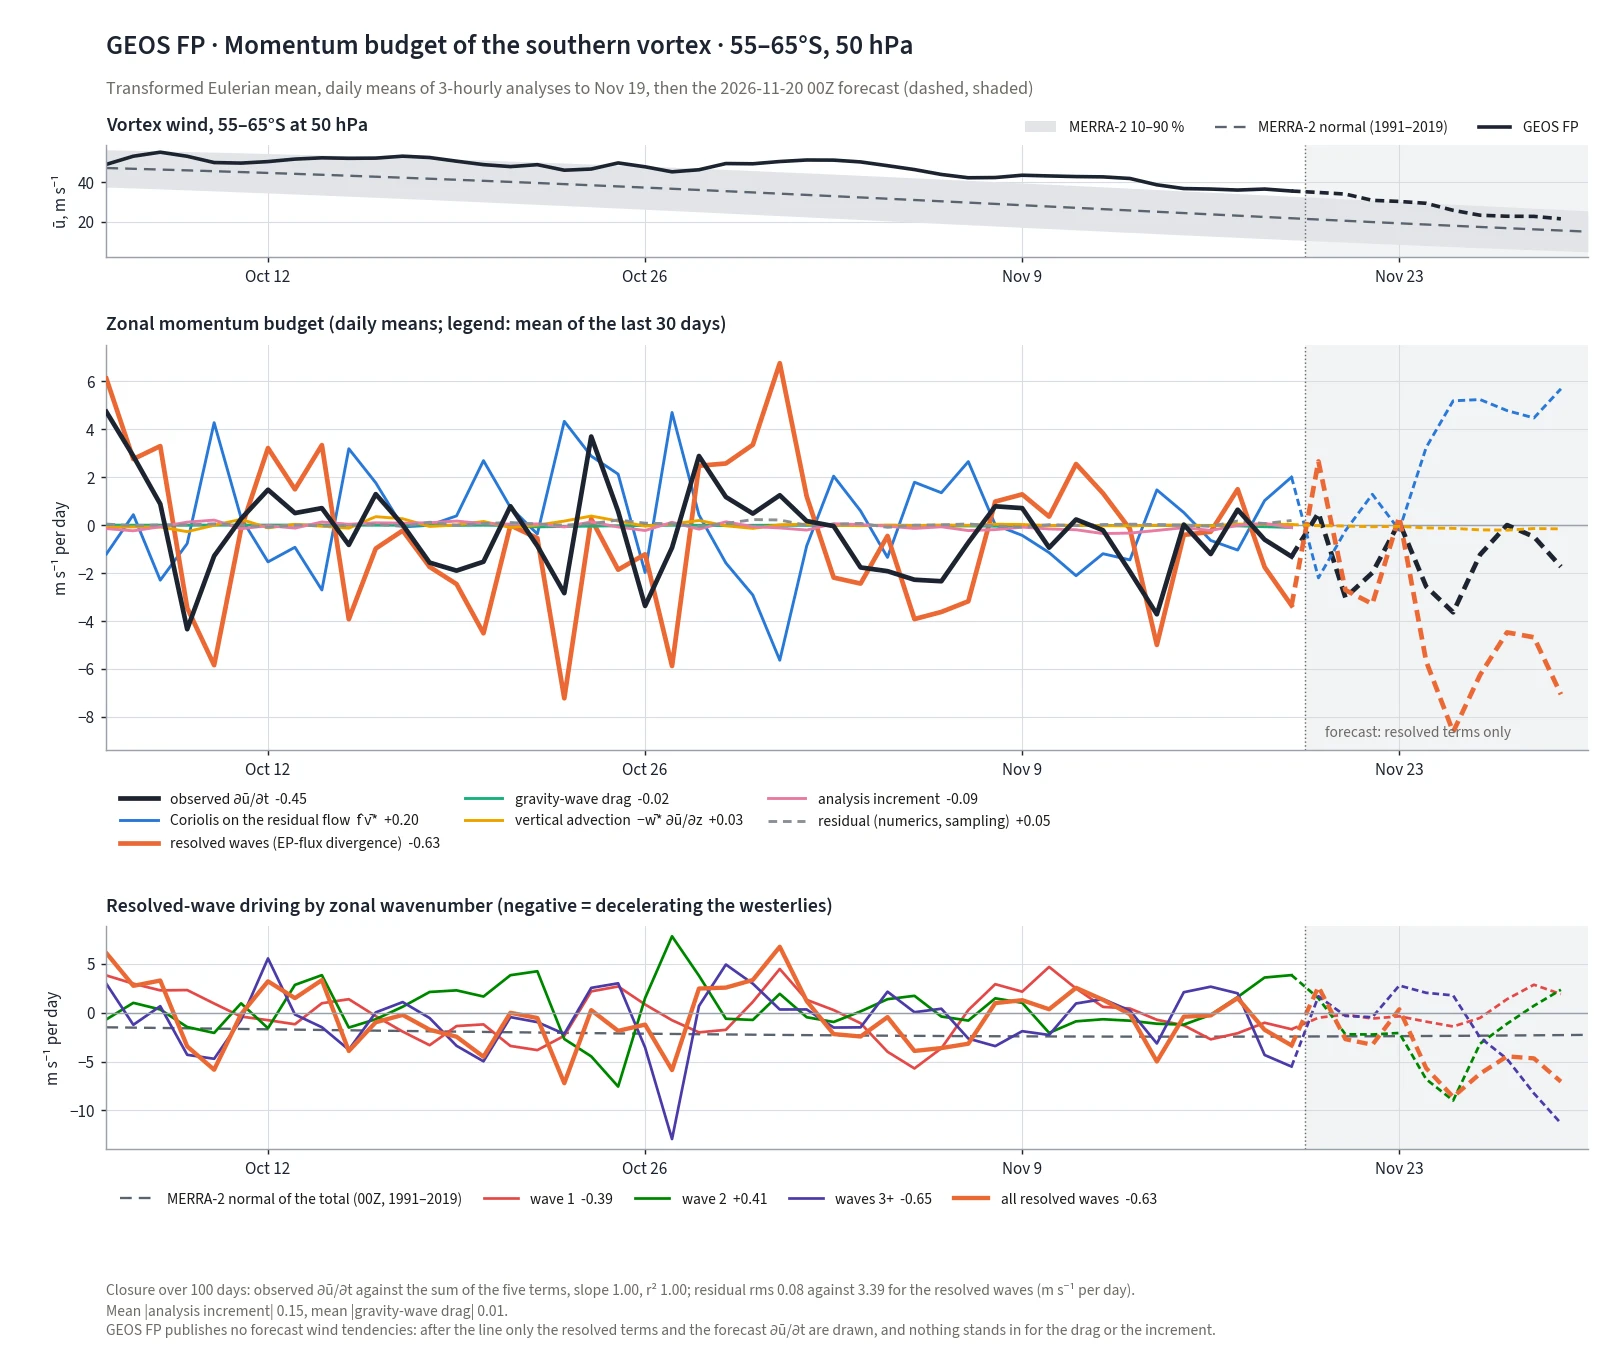 GEOS FP · Momentum budget of the southern vortex · 55–65°S, 50 hPa
Transformed Eulerian mean, daily means of 3-hourly analyses to Nov 19, then the 2026-11-20 00Z forecast (dashed, shaded)
Vortex wind, 55–65°S at 50 hPa
MERRA-2 10–90 %
MERRA-2 normal (1991–2019)
GEOS FP
ū, m s⁻¹
40
20
Oct 12
Oct 26
Nov 9
Nov 23
Zonal momentum budget (daily means; legend: mean of the last 30 days)
m s⁻¹ per day
6
4
2
0
−2
−4
−6
−8
forecast: resolved terms only
Oct 12
Oct 26
Nov 9
Nov 23
observed ∂ū/∂t -0.45
Coriolis on the residual flow f v̄* +0.20
resolved waves (EP-flux divergence) -0.63
gravity-wave drag -0.02
vertical advection −w̄* ∂ū/∂z +0.03
analysis increment -0.09
residual (numerics, sampling) +0.05
Resolved-wave driving by zonal wavenumber (negative = decelerating the westerlies)
m s⁻¹ per day
5
0
−5
−10
Oct 12
Oct 26
Nov 9
Nov 23
MERRA-2 normal of the total (00Z, 1991–2019)
wave 1 -0.39
wave 2 +0.41
waves 3+ -0.65
all resolved waves -0.63
Closure over 100 days: observed ∂ū/∂t against the sum of the five terms, slope 1.00, r² 1.00; residual rms 0.08 against 3.39 for the resolved waves (m s⁻¹ per day).
Mean |analysis increment| 0.15, mean |gravity-wave drag| 0.01.
GEOS FP publishes no forecast wind tendencies: after the line only the resolved terms and the forecast ∂ū/∂t are drawn, and nothing stands in for the drag or the increment.